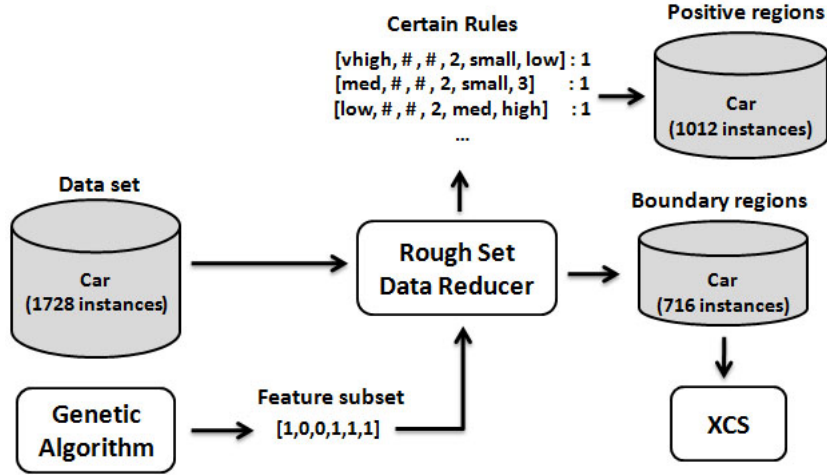 Certain Rules
[vhigh, # , # , 2, small, low] : 1
[med, # , # , 2, small, 3] : 1
[low, # , # , 2, med, high] : 1
...
Positive regions
Car
(1012 instances)
Data set
Car
(1728 instances)
Rough Set
Data Reducer
Boundary regions
Car
(716 instances)
Genetic
Algorithm
Feature subset
[1,0,0,1,1,1]
XCS